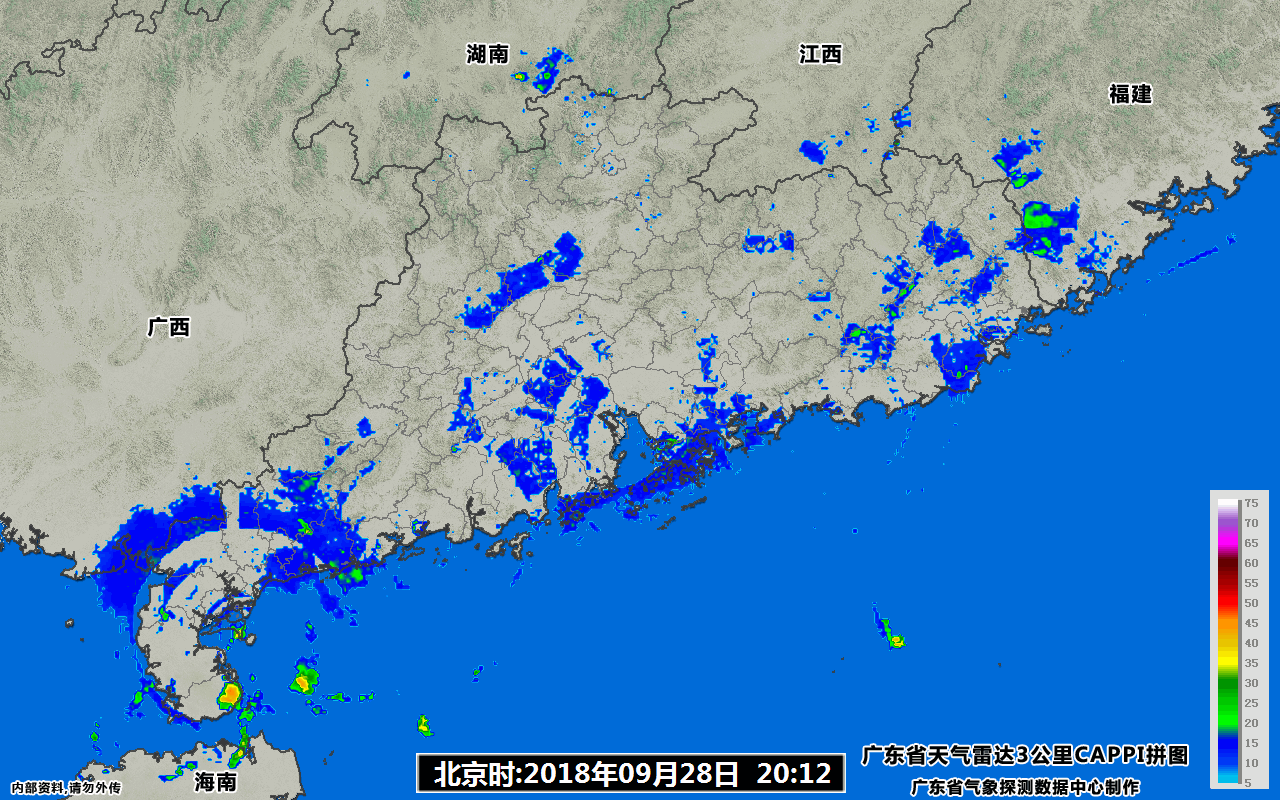 湖南
江西
福建
广西
海南
75
70
65
60
55
50
45
40
35
30
25
20
15
10
5
广东省天气雷达3公里CAPPI拼图
北京时:2018年09月28日 20:12
内部资料,请勿外传
广东省气象探测数据中心制作